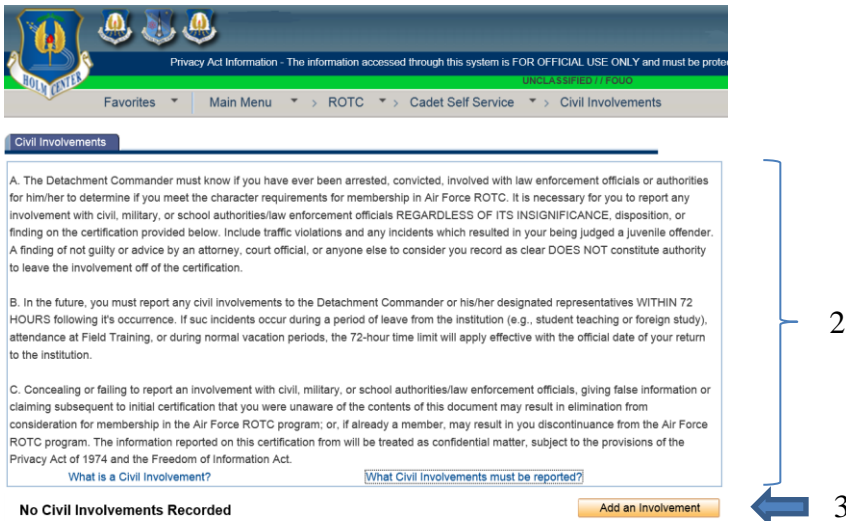 HOLM CENTER
Privacy Act Information - The information accessed through this system is FOR OFFICIAL USE ONLY and must be prote
UNCLASSIFIED / / FOUO
Favorites Main Menu > ROTC > Cadet Self Service > Civil Involvements
Civil Involvements
A. The Detachment Commander must know if you have ever been arrested, convicted, involved with law enforcement officials or authorities
for him/her to determine if you meet the character requirements for membership in Air Force ROTC. It is necessary for you to report any
involvement with civil, military, or school authorities/law enforcement officials REGARDLESS OF ITS INSIGNIFICANCE, disposition, or
finding on the certification provided below. Include traffic violations and any incidents which resulted in your being judged a juvenile offender.
A finding of not guilty or advice by an attorney, court official, or anyone else to consider you record as clear DOES NOT constitute authority
to leave the involvement off of the certification.
B. In the future, you must report any civil involvements to the Detachment Commander or his/her designated representatives WITHIN 72
HOURS following it's occurrence. If suc incidents occur during a period of leave from the institution (e.g., student teaching or foreign study),
attendance at Field Training, or during normal vacation periods, the 72-hour time limit will apply effective with the official date of your return
to the institution.
2
C. Concealing or failing to report an involvement with civil, military, or school authorities/law enforcement officials, giving false information or
claiming subsequent to initial certification that you were unaware of the contents of this document may result in elimination from
consideration for membership in the Air Force ROTC program; or, if already a member, may result in you discontinuance from the Air Force
ROTC program. The information reported on this certification from will be treated as confidential matter, subject to the provisions of the
Privacy Act of 1974 and the Freedom of Information Act.
What is a Civil Involvement? What Civil Involvements must be reported?
No Civil Involvements Recorded Add an Involvement 3